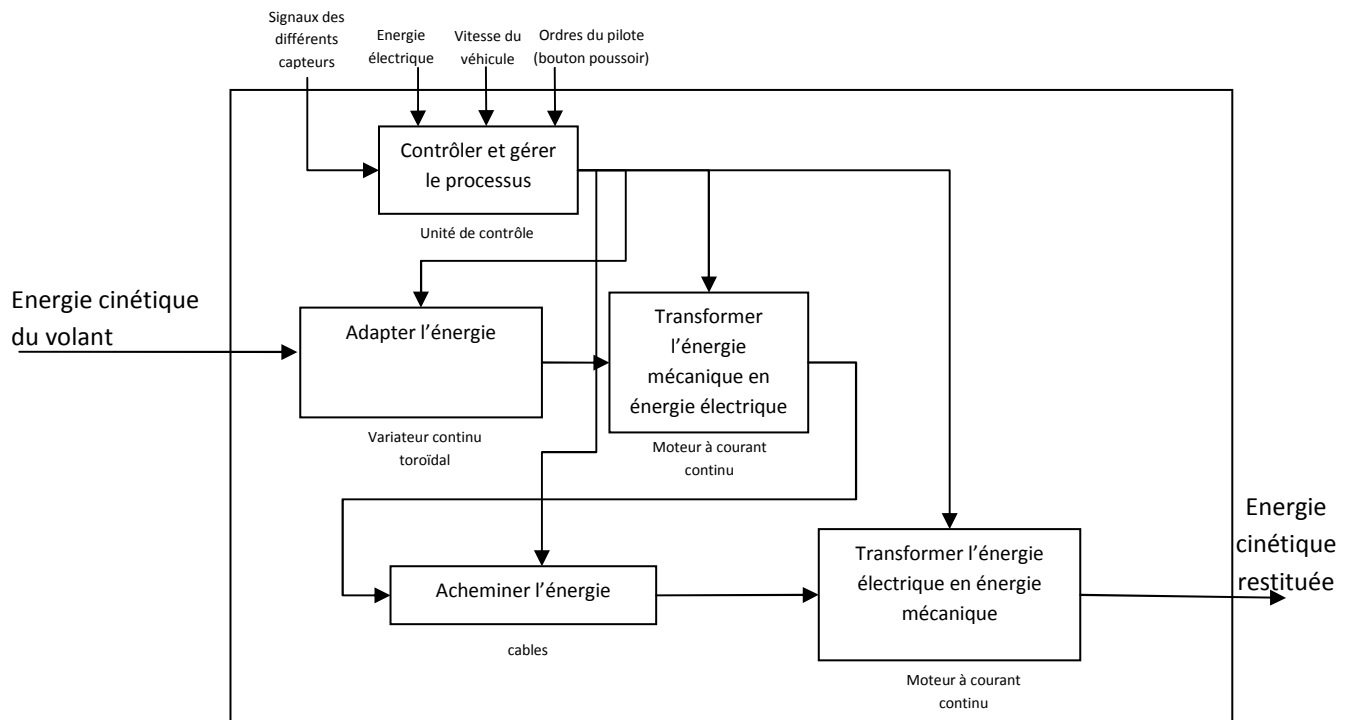 Signaux des
différents
capteurs
Energie
électrique
Vitesse du
véhicule
Ordres du pilote
(bouton poussoir)
Contrôler et gérer
le processus
Unité de contrôle
Energie cinétique
du volant
Adapter l’énergie
Variateur continu
toroïdal
Transformer
l’énergie
mécanique en
énergie électrique
Moteur à courant
continu
Acheminer l’énergie
cables
Transformer l’énergie
électrique en énergie
mécanique
Moteur à courant
continu
Energie
cinétique
restituée